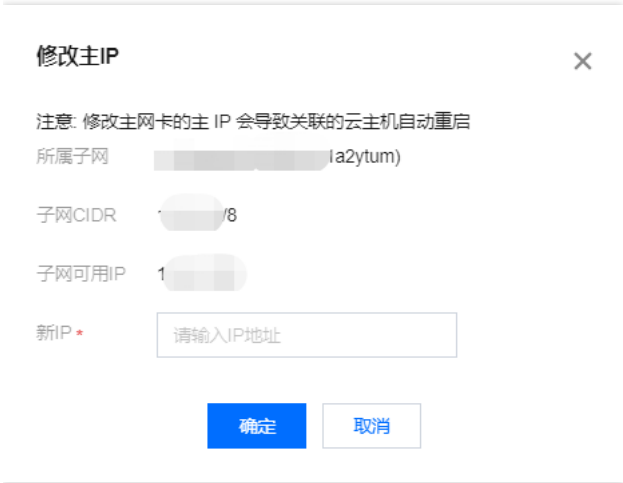 修改主IP
注意: 修改主网卡的主 IP 会导致关联的云主机自动重启
所属子网 1a2ytum)
子网CIDR /8
子网可用IP 1
新IP * 请输入IP地址
确定 取消